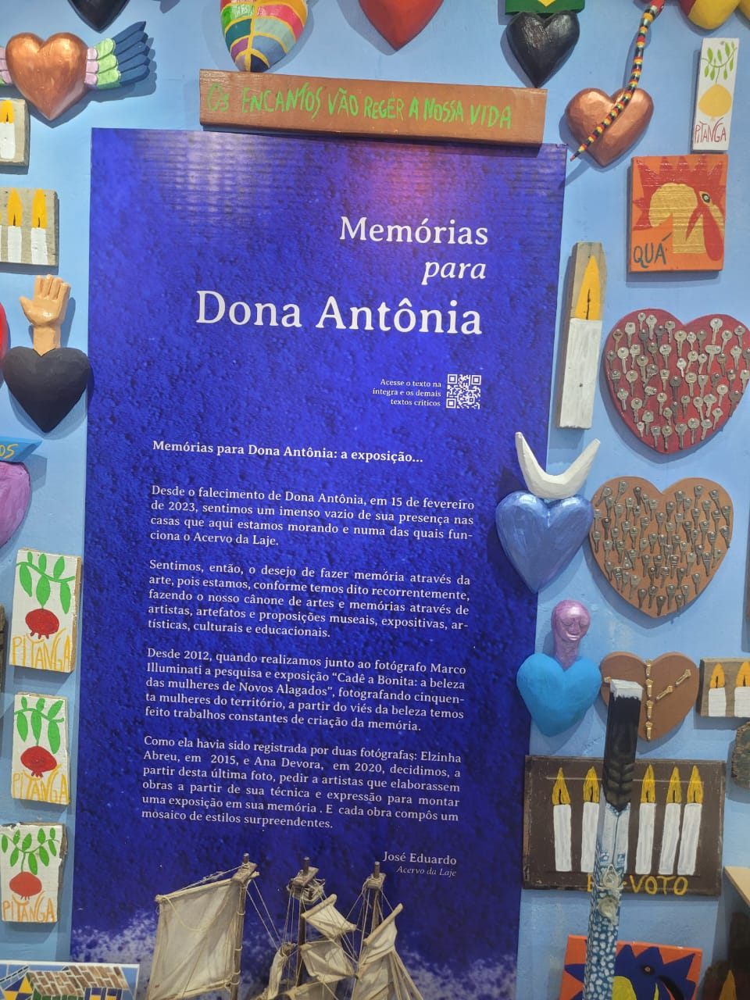 Os ENCANTOS VÃO REGER A NOSSA VIDA
PITANGA
QUÁ
Memórias
para
Dona Antônia
Acesse o texto na
íntegra e os demais
textos críticos
Memórias para Dona Antônia: a exposição...
Desde o falecimento de Dona Antônia, em 15 de fevereiro
de 2023, sentimos um imenso vazio de sua presença nas
casas que aqui estamos morando e numa das quais fun-
ciona o Acervo da Laje.
Sentimos, então, o desejo de fazer memória através da
arte, pois estamos, conforme temos dito recorrentemente,
fazendo o nosso cânone de artes e memórias através de
artistas, artefatos e proposições museais, expositivas, ar-
tísticas, culturais e educacionais.
Desde 2012, quando realizamos junto ao fotógrafo Marco
Illuminati a pesquisa e exposição “Cadê a Bonita: a beleza
das mulheres de Novos Alagados”, fotografando cinquen-
ta mulheres do território, a partir do viés da beleza temos
feito trabalhos constantes de criação da memória.
Como ela havia sido registrada por duas fotógrafas: Elzinha
Abreu, em 2015, e Ana Devora, em 2020, decidimos, a
partir desta última foto, pedir a artistas que elaborassem
obras a partir de sua técnica e expressão para montar
uma exposição em sua memória . E cada obra compôs um
mosaico de estilos surpreendentes.
José Eduardo
Acervo da Laje
PITANGA
PITANGA
PITANGA
VOTO